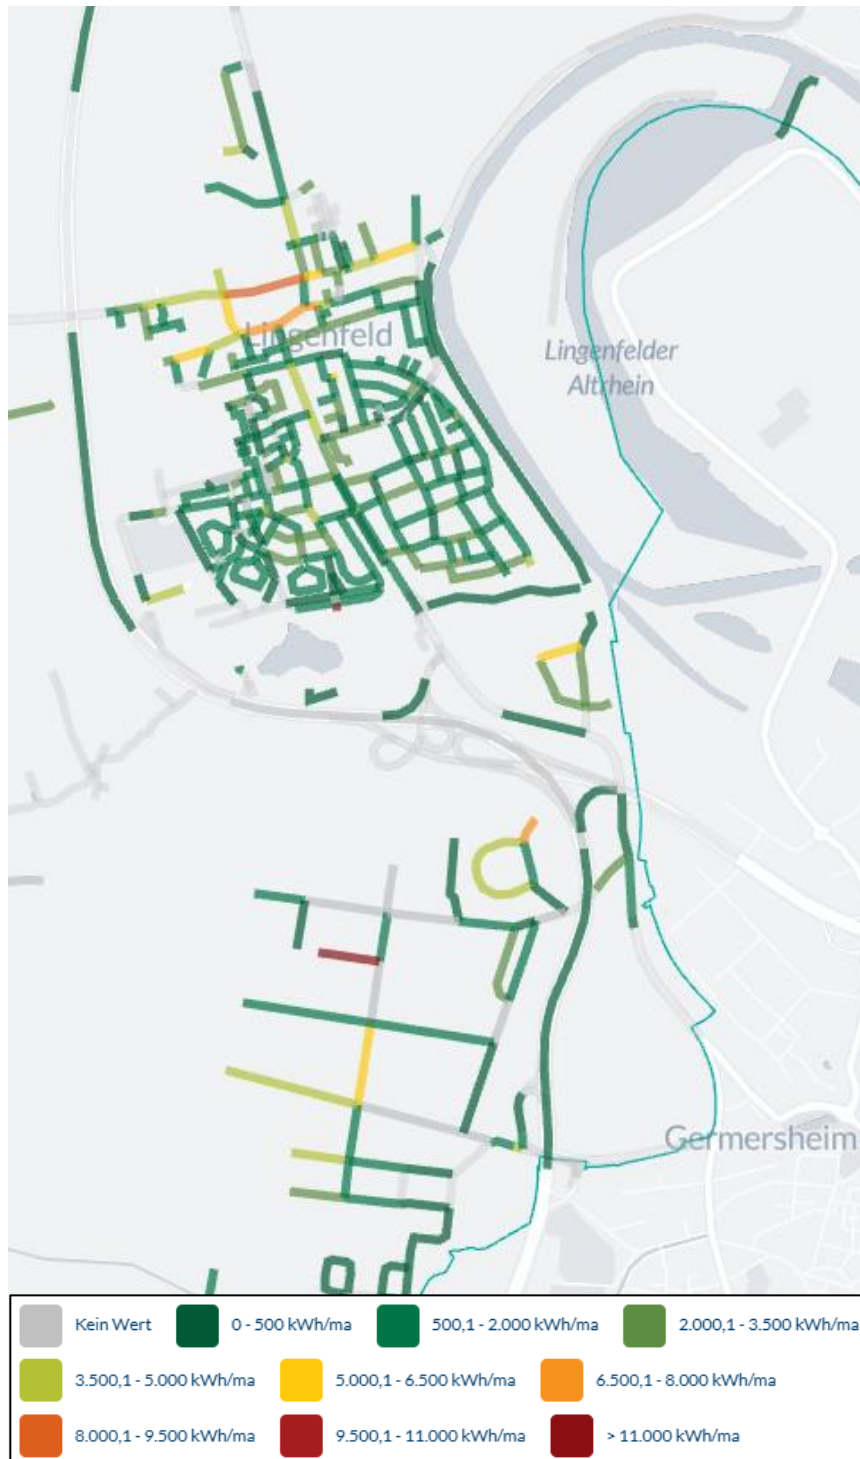 Lingenfeld
Lingenfelder
Altrhein
Germersheim
Kein Wert
0 - 500 kWh/ma
500,1 - 2.000 kWh/ma
2.000,1 - 3.500 kWh/ma
3.500,1 - 5.000 kWh/ma
5.000,1 - 6.500 kWh/ma
6.500,1 - 8.000 kWh/ma
8.000,1 - 9.500 kWh/ma
9.500,1 - 11.000 kWh/ma
> 11.000 kWh/ma